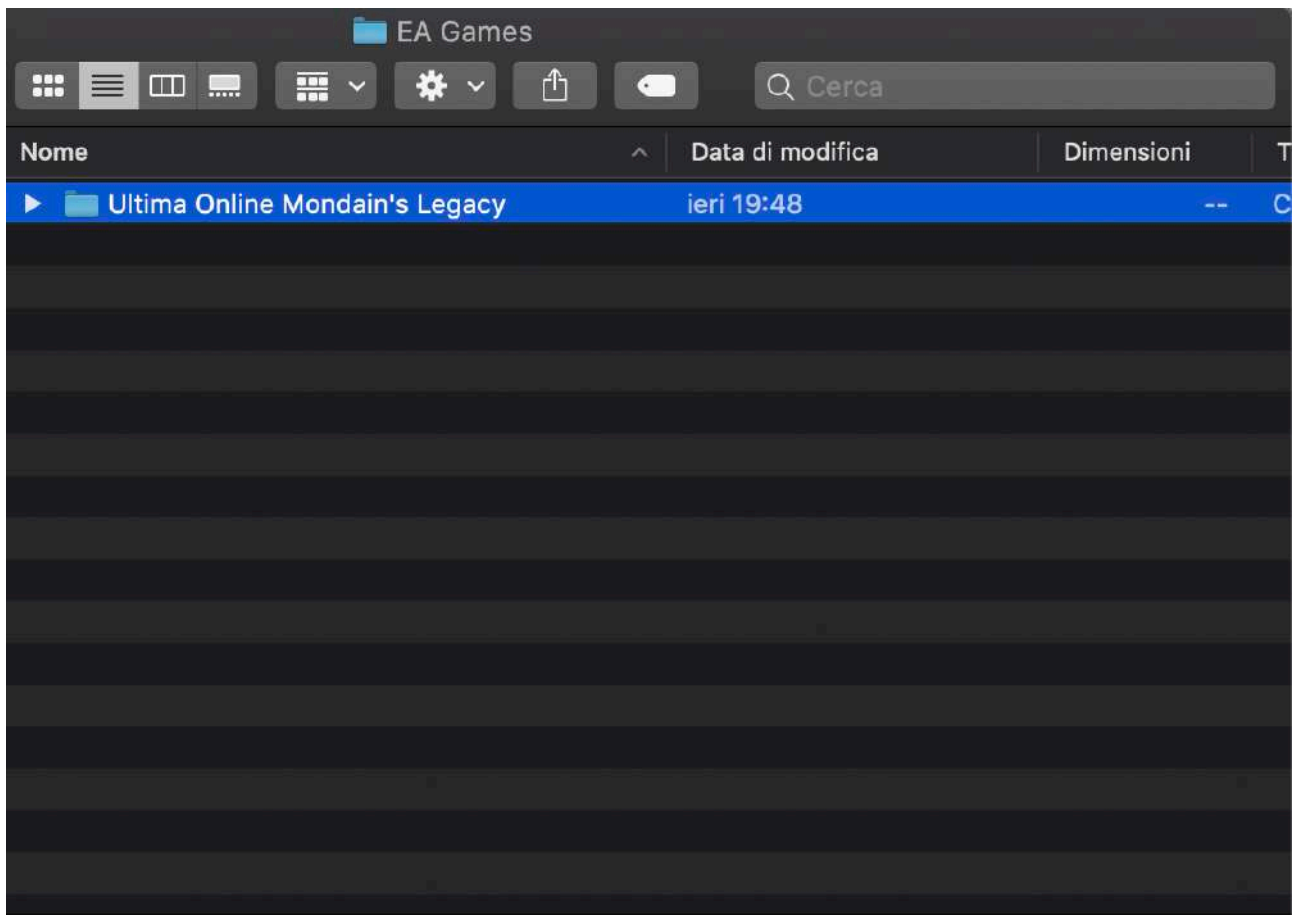 EA Games
Cerca
Nome Data di modifica Dimensioni T
Ultima Online Mondain's Legacy ieri 19:48 -- C